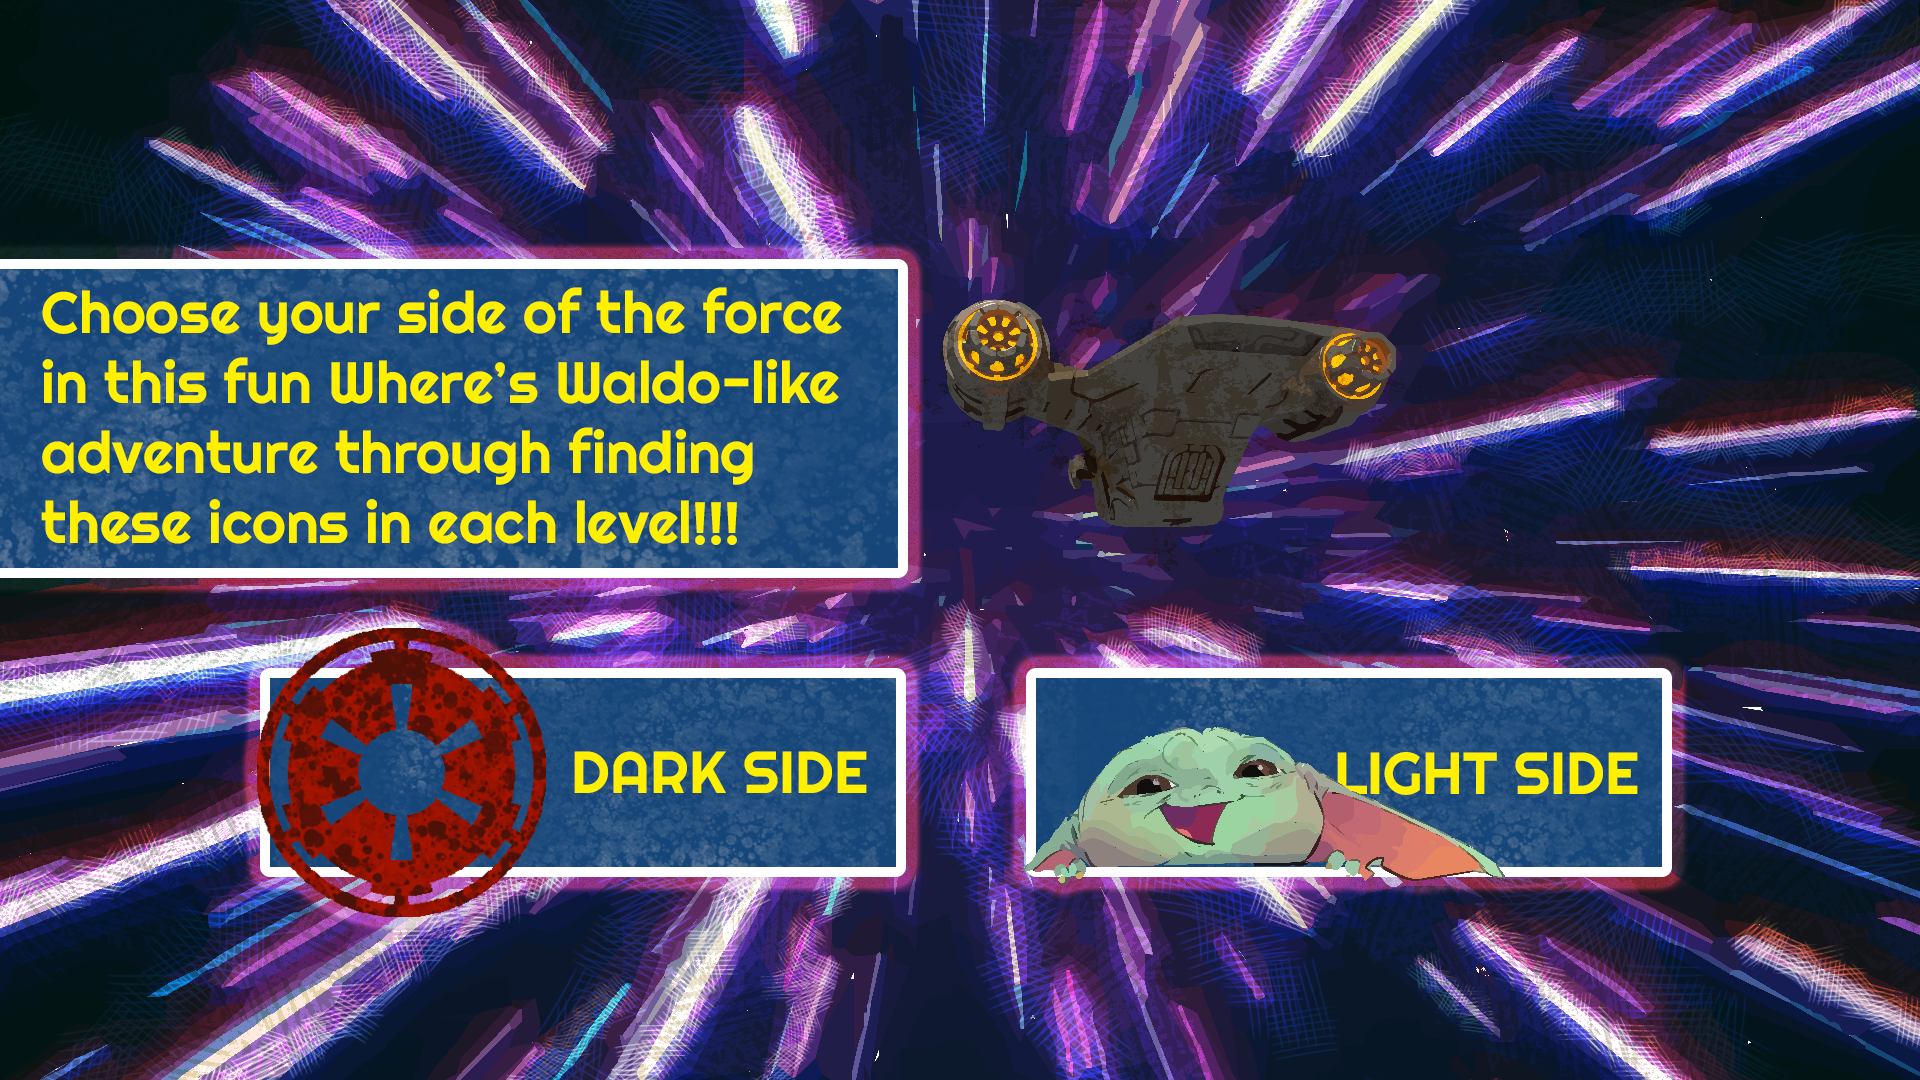 Choose your side of the force
in this fun Where's Waldo-like
adventure through finding
these icons in each level!!!
DARK SIDE
LIGHT SIDE